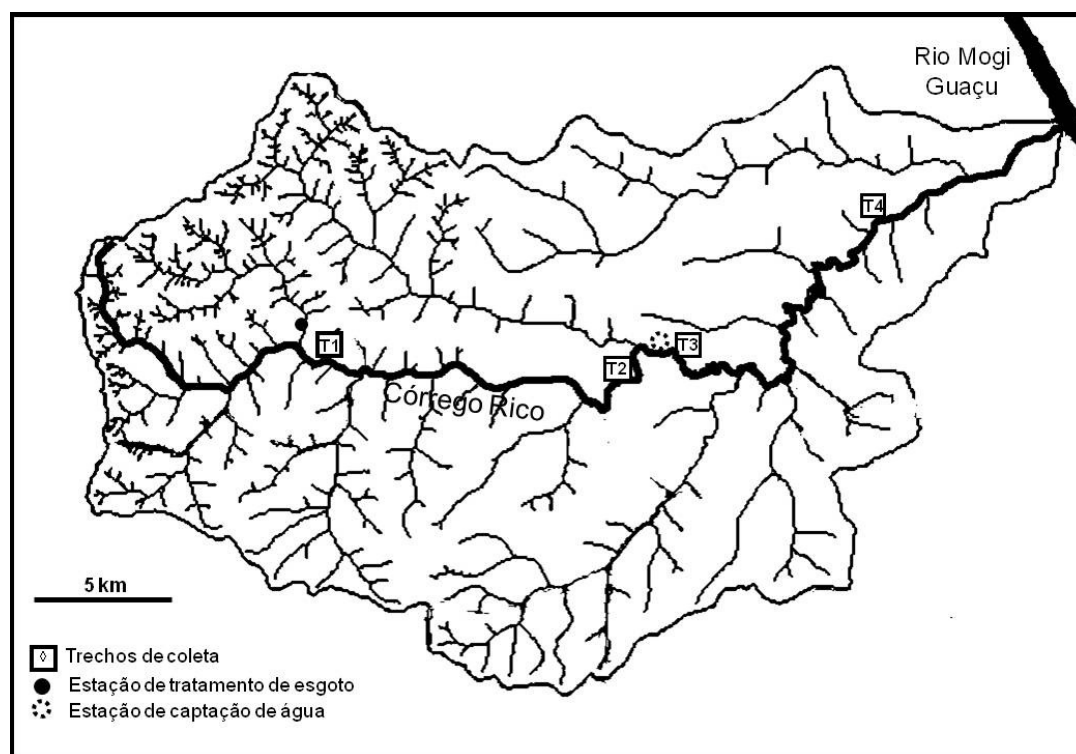 Rio Mogi
Guaçu
T4
T1
T3
T2
Córrego Rico
5 km
Trechos de coleta
Estação de tratamento de esgoto
Estação de captação de água